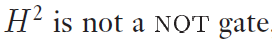 H² is not a NOT gate.